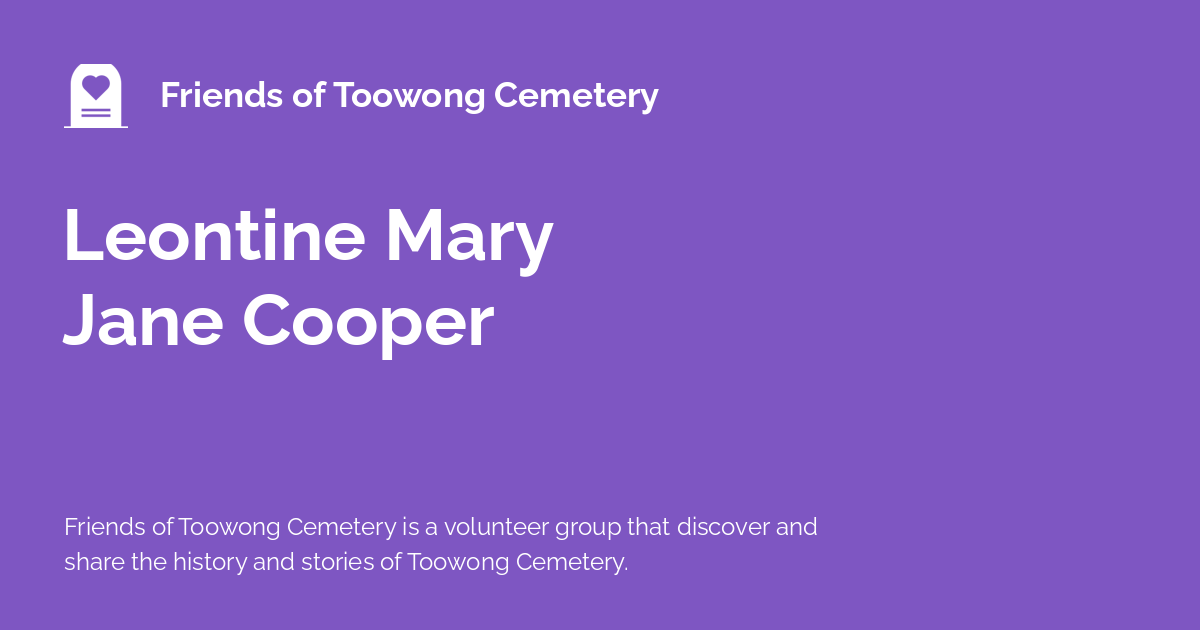 Friends of Toowong Cemetery
Leontine Mary
Jane Cooper
Friends of Toowong Cemetery is a volunteer group that discover and
share the history and stories of Toowong Cemetery.